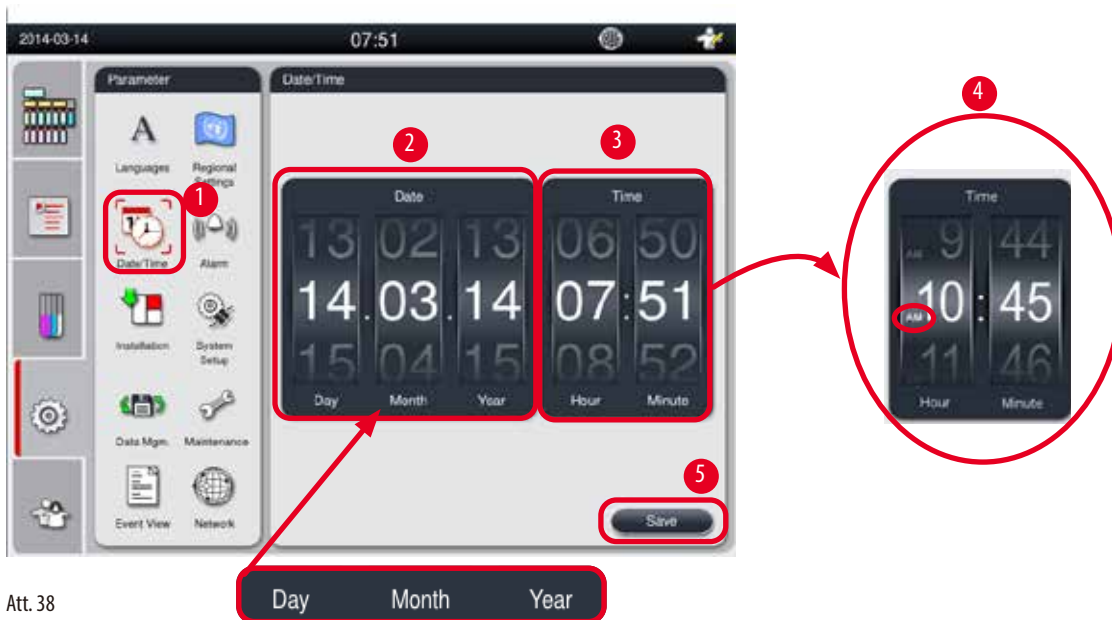 2014-03-14 07:51
Parameter
Date/Time
Languages
Regional Settings
1
Date/Time
Alarm
Installation
System Setup
Data Mgm.
Maintenance
Event View
Network
2
Date
13 02 13
14.03.14
15 04 15
Day Month Year
3
Time
06 50
07:51
08 52
Hour Minute
4
Time
AM 9 44
AM 10:45
11 46
Hour Minute
5
Save
Day Month Year
Att. 38